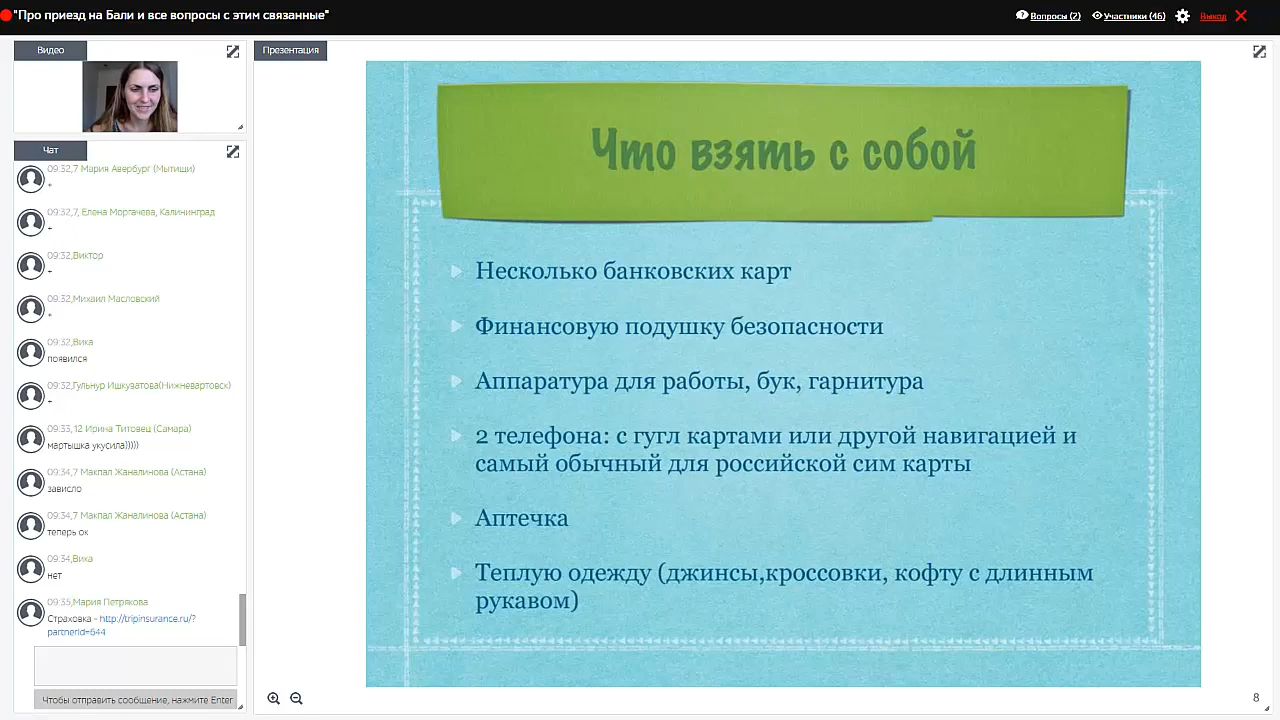 "Про приезд на Бали и все вопросы с этим связанные"
Вопросы (2)
Участники (46)
Выход
Видео
Чат
09:32,7 Мария Авербург (Мытищи)
+
09:32,7, Елена Моргачева, Калининград
+
09:32,Виктор
+
09:32,Михаил Масловский
+
09:32,Вика
появился
09:32,Гульнур Ишкуватова(Нижневартовск)
+
09:33,12 Ирина Титовец (Самара)
мартышка укусила)))))
09:34,7 Макпал Жаналинова (Астана)
зависло
09:34,7 Макпал Жаналинова (Астана)
теперь ок
09:34,Вика
нет
09:35,Мария Петрякова
Страховка - http://tripinsurance.ru/?
partnerid=644
Чтобы отправить сообщение, нажмите Enter
Презентация
Что взять с собой
Несколько банковских карт
Финансовую подушку безопасности
Аппаратура для работы, бук, гарнитура
2 телефона: с гугл картами или другой навигацией и
самый обычный для российской сим карты
Аптечка
Теплую одежду (джинсы,кроссовки, кофту с длинным
рукавом)
8